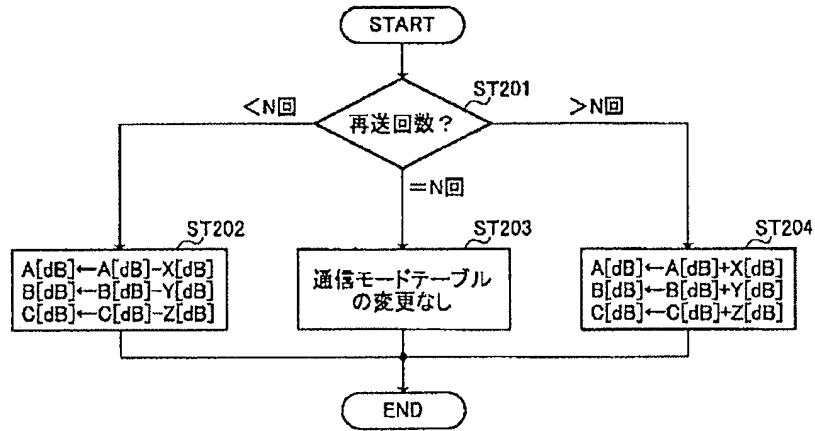 START
ST201
<N回
再送回数?
>N回
=N回
ST202
A[dB]←A[dB]-X[dB]
B[dB]←B[dB]-Y[dB]
C[dB]←C[dB]-Z[dB]
ST203
通信モードテーブル
の変更なし
ST204
A[dB]←A[dB]+X[dB]
B[dB]←B[dB]+Y[dB]
C[dB]←C[dB]+Z[dB]
END